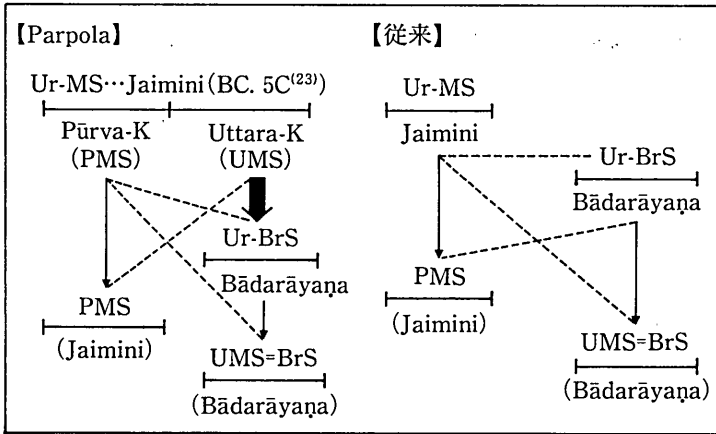 【Parpola】
Ur-MS…Jaimini(BC. 5C(23))
Pūrva-K Uttara-K
(PMS) (UMS)
Ur-BrS
Bādarāyaṇa
PMS
(Jaimini)
UMS=BrS
(Bādarāyaṇa)
【従来】
Ur-MS
Jaimini
Ur-BrS
Bādarāyaṇa
PMS
(Jaimini)
UMS=BrS
(Bādarāyaṇa)